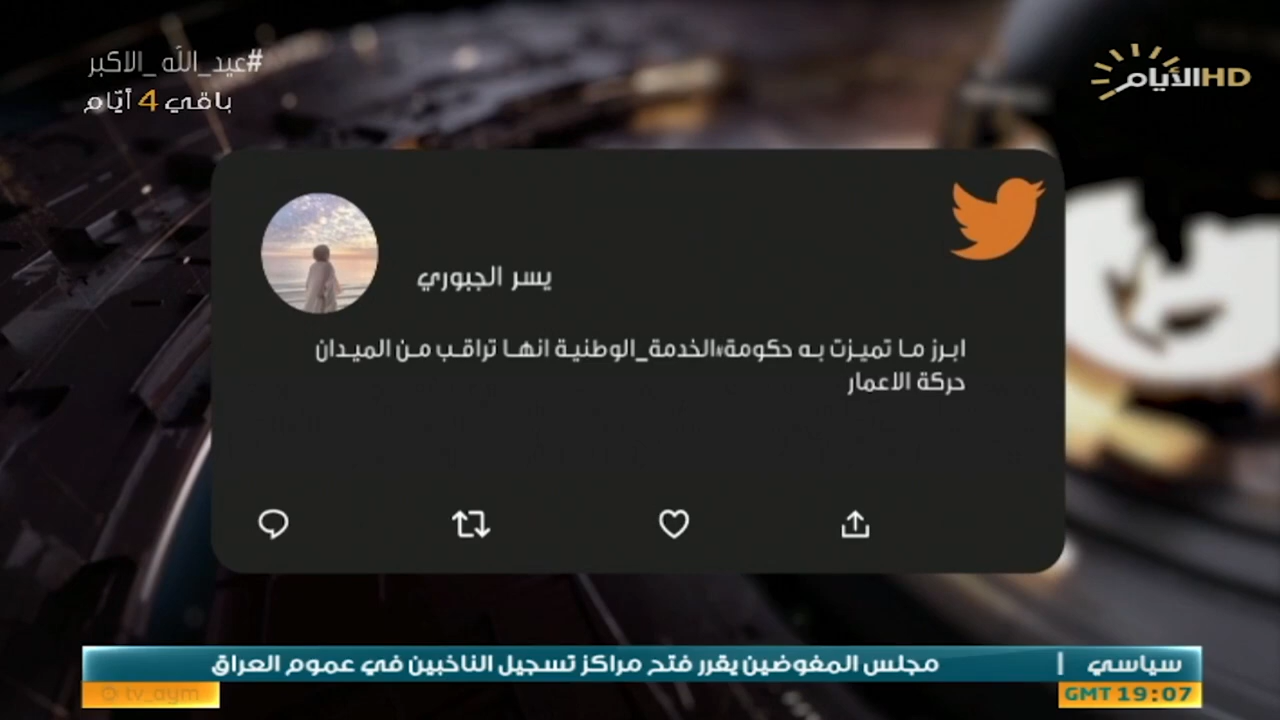 #عيد_الله_الاكبر
باقي 4 أيام
الأيام HD
يسر الجبوري
ابرز ما تميزت به حكومة#الخدمة_الوطنية انها تراقب من الميدان
حركة الاعمار
سياسي | مجلس المفوضين يقرر فتح مراكز تسجيل الناخبين في عموم العراق
GMT 19:07
tv_aym